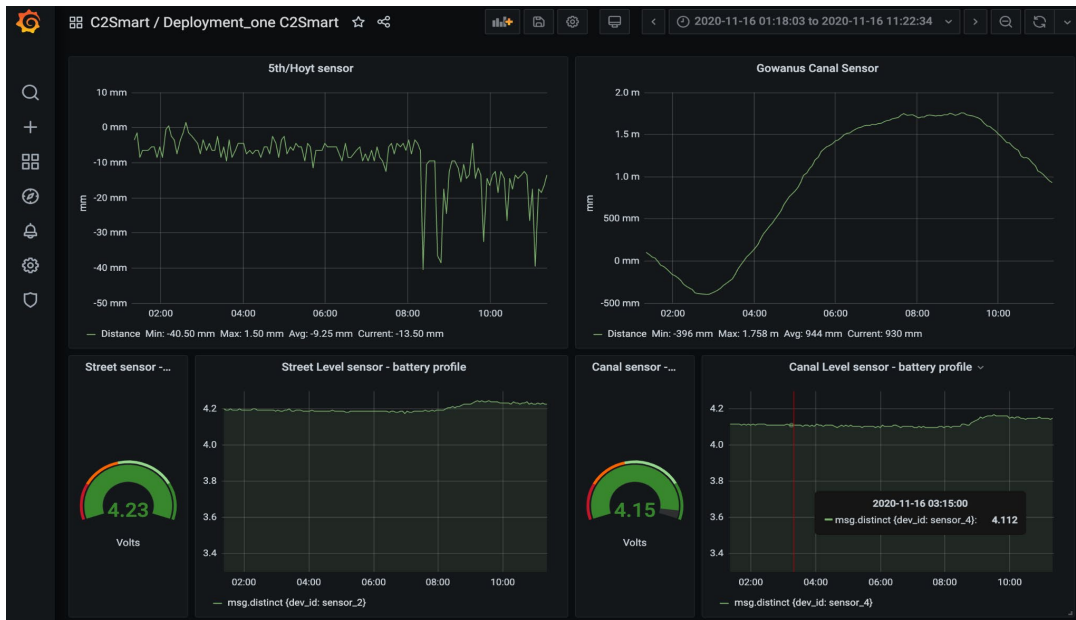 C2Smart / Deployment_one C2Smart
2020-11-16 01:18:03 to 2020-11-16 11:22:34
5th/Hoyt sensor
10 mm
0 mm
-10 mm
-20 mm
-30 mm
-40 mm
-50 mm
mm
02:00 04:00 06:00 08:00 10:00
Distance Min: -40.50 mm Max: 1.50 mm Avg: -9.25 mm Current: -13.50 mm
Gowanus Canal Sensor
2.0 m
1.5 m
1.0 m
500 mm
0 mm
-500 mm
mm
02:00 04:00 06:00 08:00 10:00
Distance Min: -396 mm Max: 1.758 m Avg: 944 mm Current: 930 mm
Street sensor -...
4.23
Volts
Street Level sensor - battery profile
4.2
4.0
3.8
3.6
3.4
02:00 04:00 06:00 08:00 10:00
msg.distinct {dev_id: sensor_2}
Canal sensor -...
4.15
Volts
Canal Level sensor - battery profile
4.2
4.0
3.8
3.6
3.4
2020-11-16 03:15:00
msg.distinct {dev_id: sensor_4}: 4.112
02:00 04:00 06:00 08:00 10:00
msg.distinct {dev_id: sensor_4}